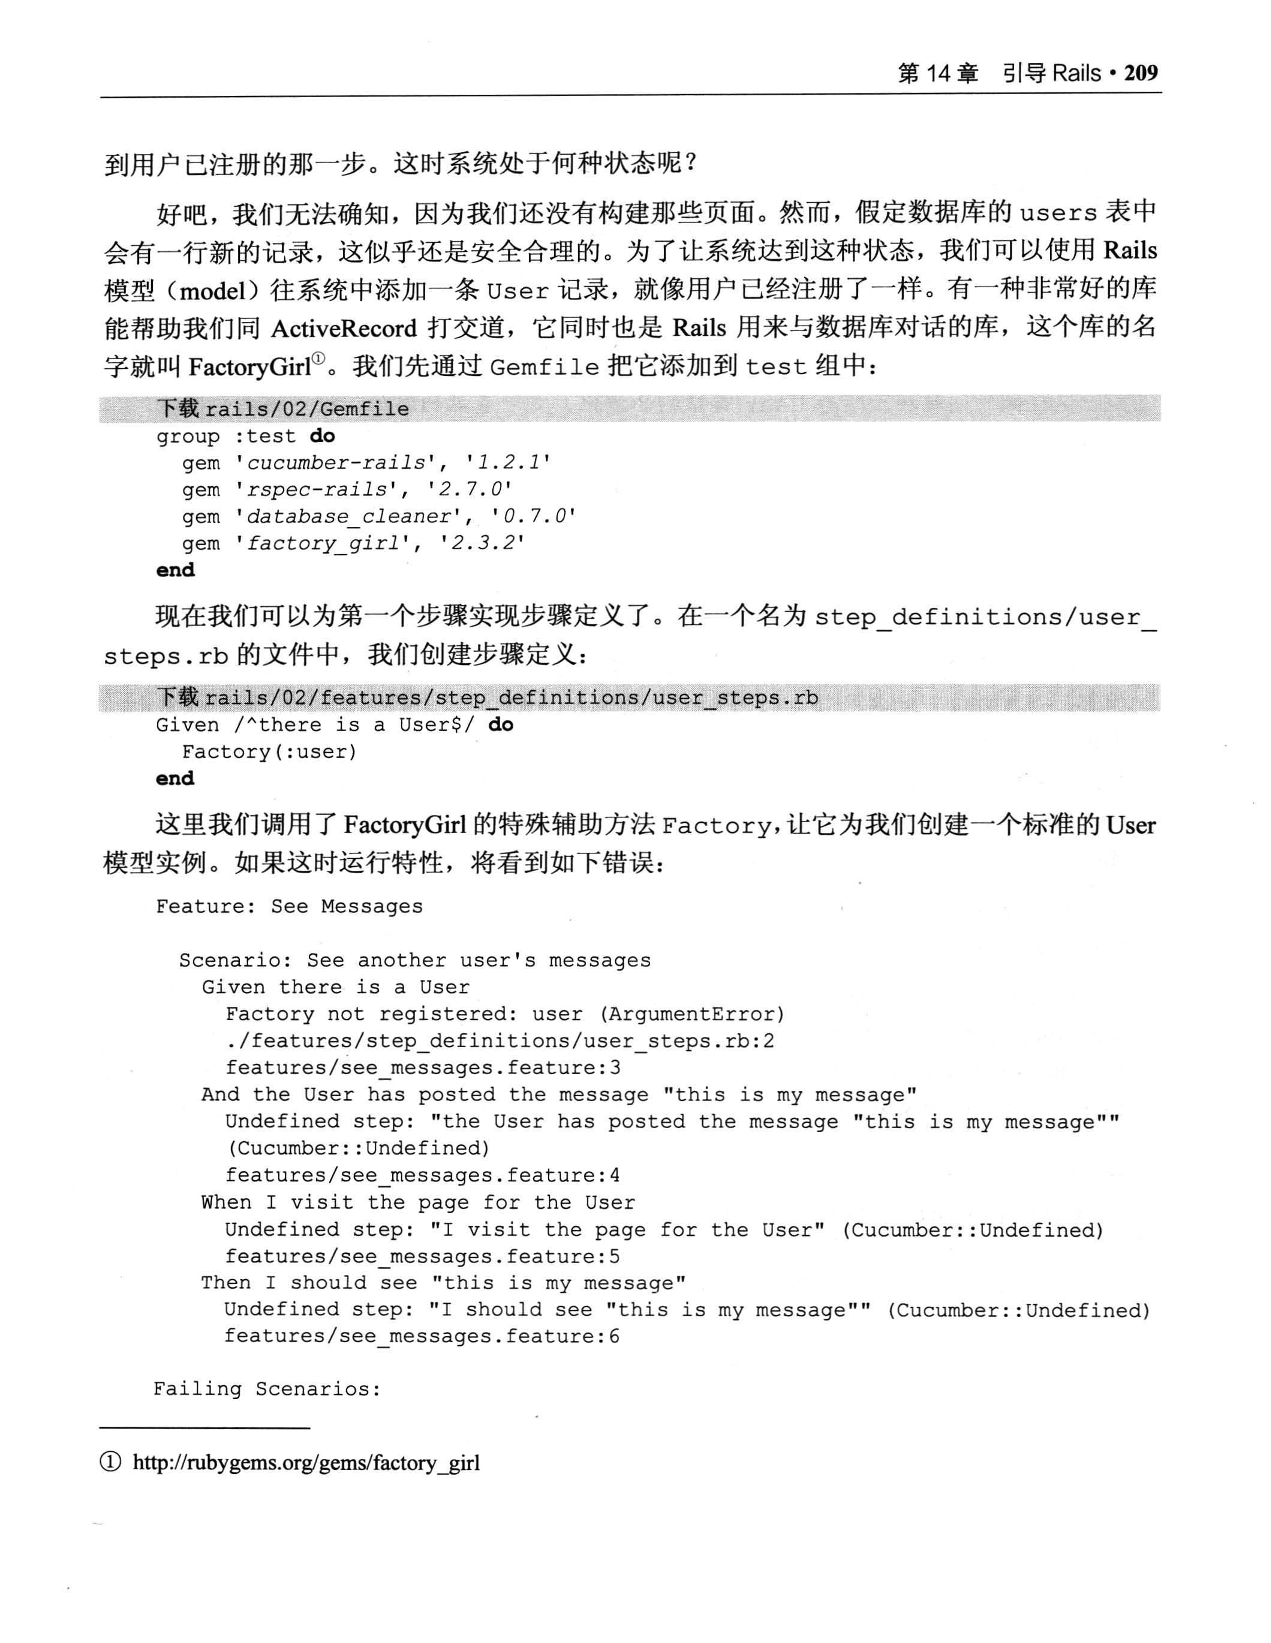 第 14 章 引导 Rails • 209
到用户已注册的那一步。这时系统处于何种状态呢？
好吧，我们无法确知，因为我们还没有构建那些页面。然而，假定数据库的 users 表中
会有一行新的记录，这似乎还是安全合理的。为了让系统达到这种状态，我们可以使用 Rails
模型（model）往系统中添加一条 User 记录，就像用户已经注册了一样。有一种非常好的库
能帮助我们同 ActiveRecord 打交道，它同时也是 Rails 用来与数据库对话的库，这个库的名
字就叫 FactoryGirl①。我们先通过 Gemfile 把它添加到 test 组中：
下载 rails/02/Gemfile
group :test do
  gem 'cucumber-rails', '1.2.1'
  gem 'rspec-rails', '2.7.0'
  gem 'database_cleaner', '0.7.0'
  gem 'factory_girl', '2.3.2'
end
现在我们可以为第一个步骤实现步骤定义了。在一个名为 step_definitions/user_
steps.rb 的文件中，我们创建步骤定义：
下载 rails/02/features/step_definitions/user_steps.rb
Given /^there is a User$/ do
  Factory(:user)
end
这里我们调用了 FactoryGirl 的特殊辅助方法 Factory，让它为我们创建一个标准的 User
模型实例。如果这时运行特性，将看到如下错误：
Feature: See Messages
  Scenario: See another user's messages
    Given there is a User
      Factory not registered: user (ArgumentError)
      ./features/step_definitions/user_steps.rb:2
      features/see_messages.feature:3
    And the User has posted the message "this is my message"
      Undefined step: "the User has posted the message "this is my message""
      (Cucumber::Undefined)
      features/see_messages.feature:4
    When I visit the page for the User
      Undefined step: "I visit the page for the User" (Cucumber::Undefined)
      features/see_messages.feature:5
    Then I should see "this is my message"
      Undefined step: "I should see "this is my message"" (Cucumber::Undefined)
      features/see_messages.feature:6
Failing Scenarios:
① http://rubygems.org/gems/factory_girl